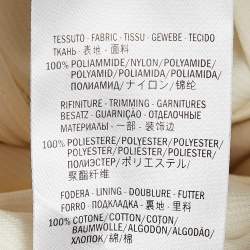 TESSUTO - FABRIC - TISSU - GEWEBE - TECIDO
ТКАНЬ - 表地 - 面料
100% POLIAMMIDE/NYLON/POLYAMIDE/
POLYAMID/POLIAMIDA/POLIAMIDA/
ПОЛИАМИД/ナイロン/锦纶
RIFINITURE - TRIMMING - GARNITURES
BESATZ - GUARNIÇÃO - OTDELOЧНЫЕ
МАТЕРИАЛЫ - 一部 - 装饰边
100% POLIESTERE/POLYESTER/POLYESTER/
POLYESTER/POLIÉSTER/POLIÉSTER/
ПОЛИЭСТЕР/ポリエステル/
聚酯纤维
FODERA - LINING - DOUBLURE - FUTTER
FORRO - ПОДКЛАДКА - 裏地 - 里料
100% COTONE/COTTON/COTON/
BAUMWOLLE/ALGODÓN/ALGODÃO/
ХЛОПОК/綿/棉